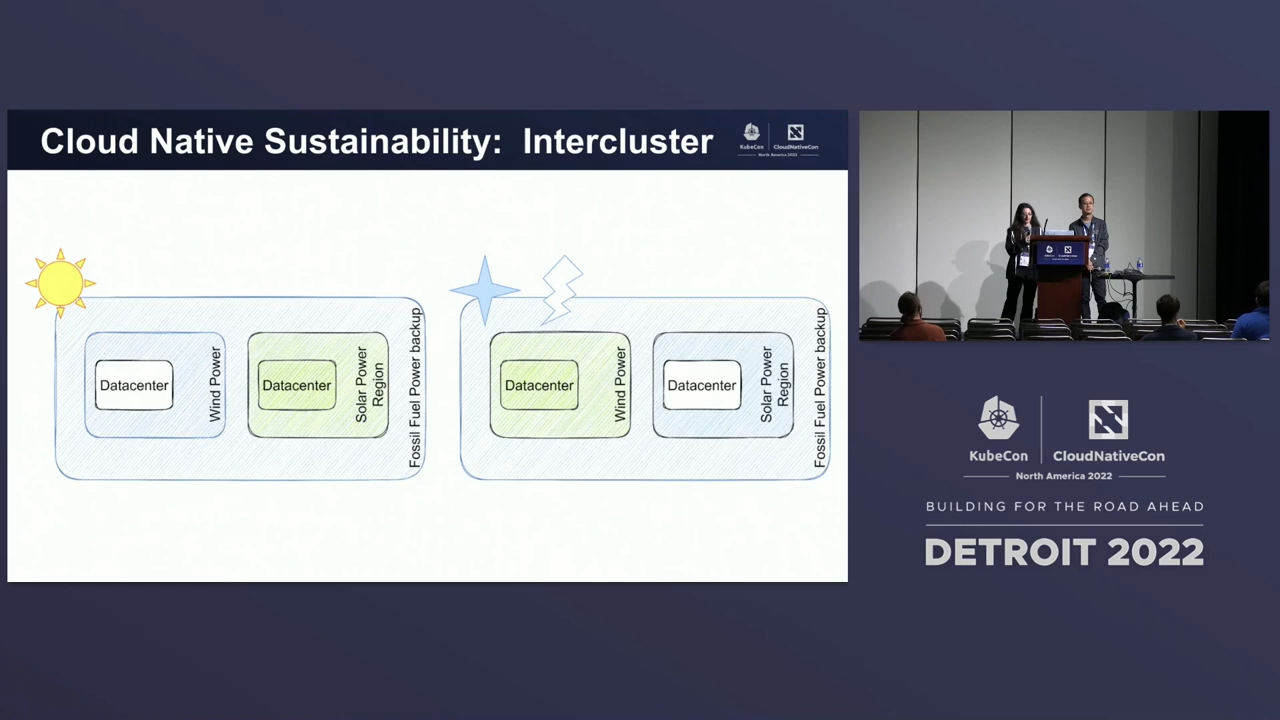 Cloud Native Sustainability: Intercluster
KubeCon
CloudNativeCon
North America 2022
Datacenter
Wind Power
Datacenter
Solar Power
Region
Fossil Fuel Power backup
Datacenter
Wind Power
Datacenter
Solar Power
Region
Fossil Fuel Power backup
KubeCon
CloudNativeCon
North America 2022
BUILDING FOR THE ROAD AHEAD
DETROIT 2022